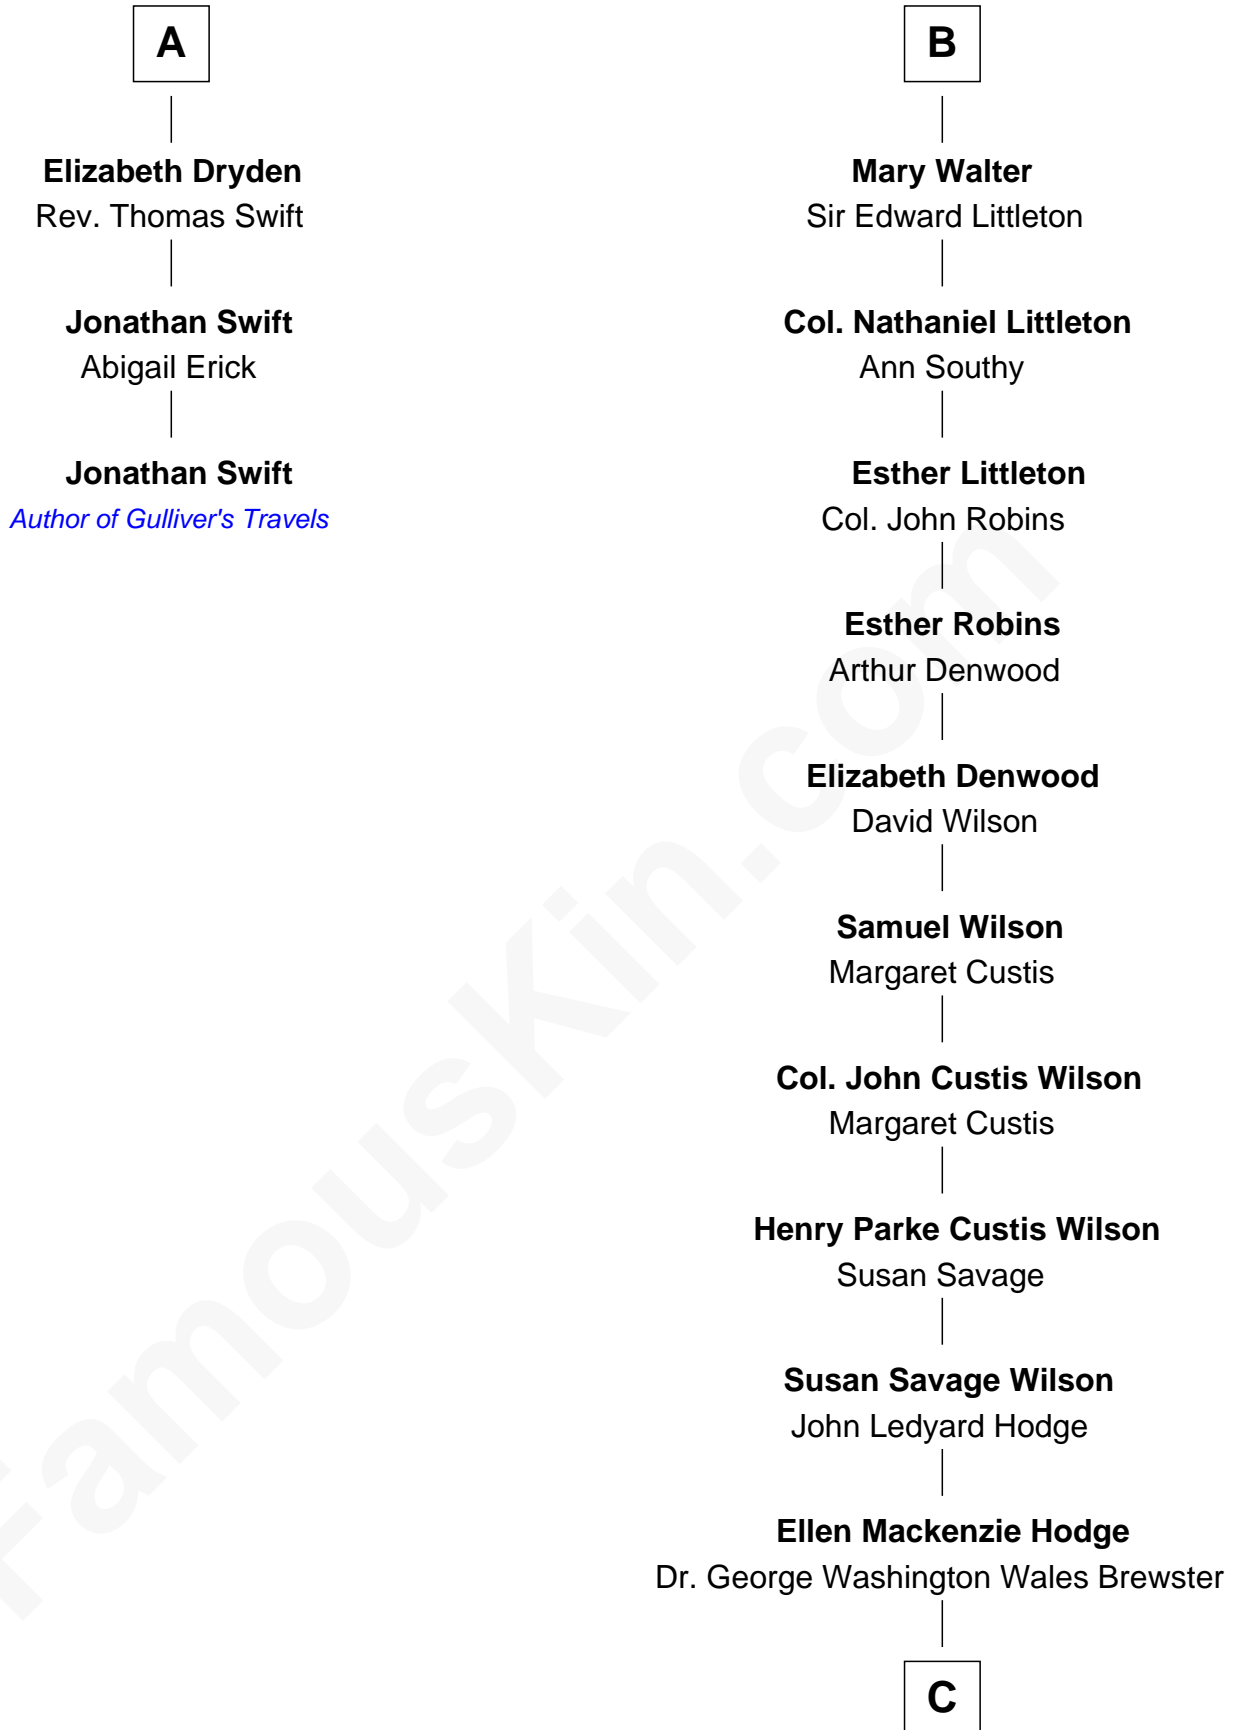 A
Elizabeth Dryden
Rev. Thomas Swift
Jonathan Swift
Abigail Erick
Jonathan Swift
Author of Gulliver's Travels
B
Mary Walter
Sir Edward Littleton
Col. Nathaniel Littleton
Ann Southy
Esther Littleton
Col. John Robins
Esther Robins
Arthur Denwood
Elizabeth Denwood
David Wilson
Samuel Wilson
Margaret Custis
Col. John Custis Wilson
Margaret Custis
Henry Parke Custis Wilson
Susan Savage
Susan Savage Wilson
John Ledyard Hodge
Ellen Mackenzie Hodge
Dr. George Washington Wales Brewster
C
FamousKin.com